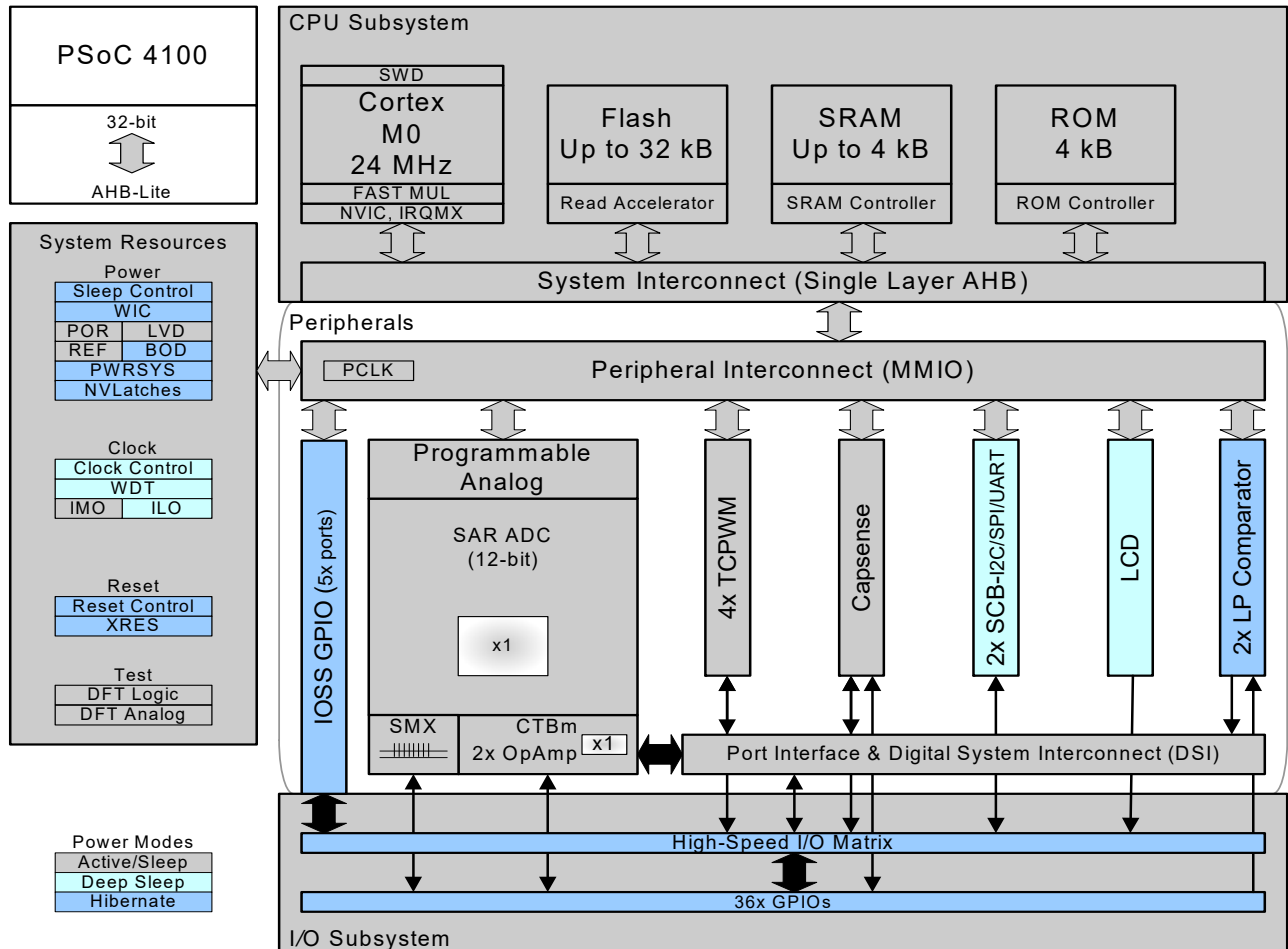 PSoC 4100
32-bit
AHB-Lite
CPU Subsystem
SWD
Cortex
M0
24 MHz
FAST MUL
NVIC, IRQMX
Flash
Up to 32 kB
Read Accelerator
SRAM
Up to 4 kB
SRAM Controller
ROM
4 kB
ROM Controller
System Interconnect (Single Layer AHB)
System Resources
Power
Sleep Control
WIC
POR LVD
REF BOD
PWRSYS
NVLatches
Clock
Clock Control
WDT
IMO ILO
Reset
Reset Control
XRES
Test
DFT Logic
DFT Analog
Peripherals
PCLK
Peripheral Interconnect (MMIO)
IOSS GPIO (5x ports)
Programmable
Analog
SAR ADC
(12-bit)
x1
SMX
CTBm
2x OpAmp
x1
4x TCPWM
Capsense
2x SCB-I2C/SPI/UART
LCD
2x LP Comparator
Port Interface & Digital System Interconnect (DSI)
Power Modes
Active/Sleep
Deep Sleep
Hibernate
High-Speed I/O Matrix
36x GPIOs
I/O Subsystem